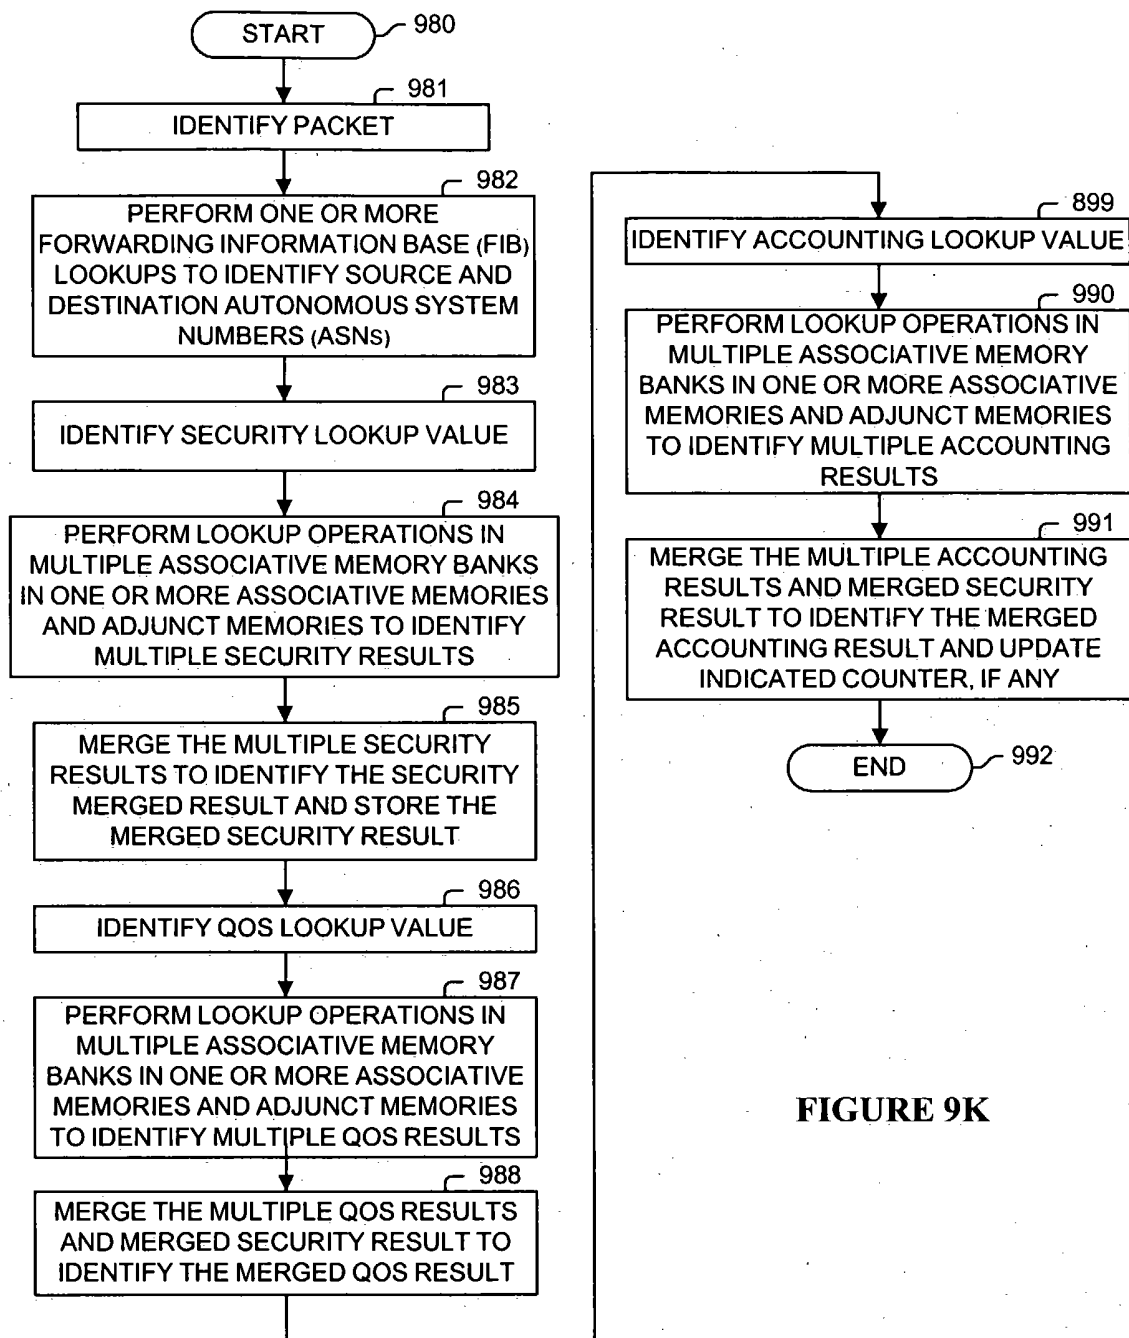 START
980
981
IDENTIFY PACKET
982
PERFORM ONE OR MORE
FORWARDING INFORMATION BASE (FIB)
LOOKUPS TO IDENTIFY SOURCE AND
DESTINATION AUTONOMOUS SYSTEM
NUMBERS (ASNs)
983
IDENTIFY SECURITY LOOKUP VALUE
984
PERFORM LOOKUP OPERATIONS IN
MULTIPLE ASSOCIATIVE MEMORY BANKS
IN ONE OR MORE ASSOCIATIVE MEMORIES
AND ADJUNCT MEMORIES TO IDENTIFY
MULTIPLE SECURITY RESULTS
985
MERGE THE MULTIPLE SECURITY
RESULTS TO IDENTIFY THE SECURITY
MERGED RESULT AND STORE THE
MERGED SECURITY RESULT
986
IDENTIFY QOS LOOKUP VALUE
987
PERFORM LOOKUP OPERATIONS IN
MULTIPLE ASSOCIATIVE MEMORY
BANKS IN ONE OR MORE ASSOCIATIVE
MEMORIES AND ADJUNCT MEMORIES
TO IDENTIFY MULTIPLE QOS RESULTS
988
MERGE THE MULTIPLE QOS RESULTS
AND MERGED SECURITY RESULT TO
IDENTIFY THE MERGED QOS RESULT
899
IDENTIFY ACCOUNTING LOOKUP VALUE
990
PERFORM LOOKUP OPERATIONS IN
MULTIPLE ASSOCIATIVE MEMORY
BANKS IN ONE OR MORE ASSOCIATIVE
MEMORIES AND ADJUNCT MEMORIES
TO IDENTIFY MULTIPLE ACCOUNTING
RESULTS
991
MERGE THE MULTIPLE ACCOUNTING
RESULTS AND MERGED SECURITY
RESULT TO IDENTIFY THE MERGED
ACCOUNTING RESULT AND UPDATE
INDICATED COUNTER, IF ANY
END
992
FIGURE 9K